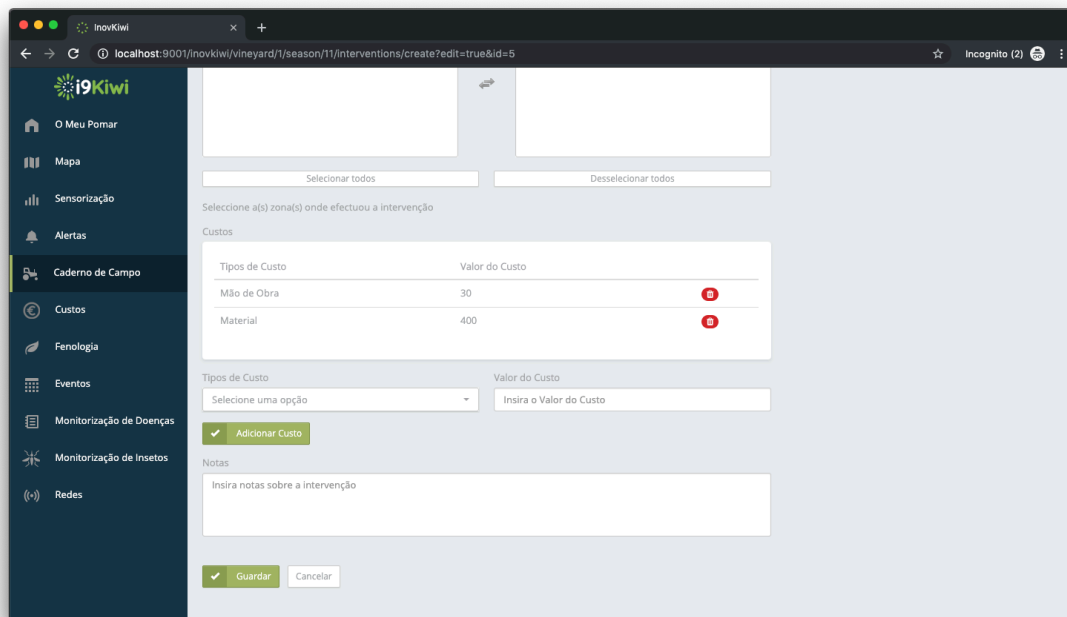 InovKiwi
localhost:9001/inovkiwi/vineyard/1/season/11/interventions/create?edit=true&id=5
Incognito (2)
i9Kiwi
O Meu Pomar
Mapa
Sensorização
Alertas
Caderno de Campo
Custos
Fenologia
Eventos
Monitorização de Doenças
Monitorização de Insetos
Redes
Selecionar todos
Desselecionar todos
Seleccione a(s) zona(s) onde efectuou a intervenção
Custos
Tipos de Custo Valor do Custo
Mão de Obra 30
Material 400
Tipos de Custo Valor do Custo
Selecione uma opção Insira o Valor do Custo
Adicionar Custo
Notas
Insira notas sobre a intervenção
Guardar Cancelar